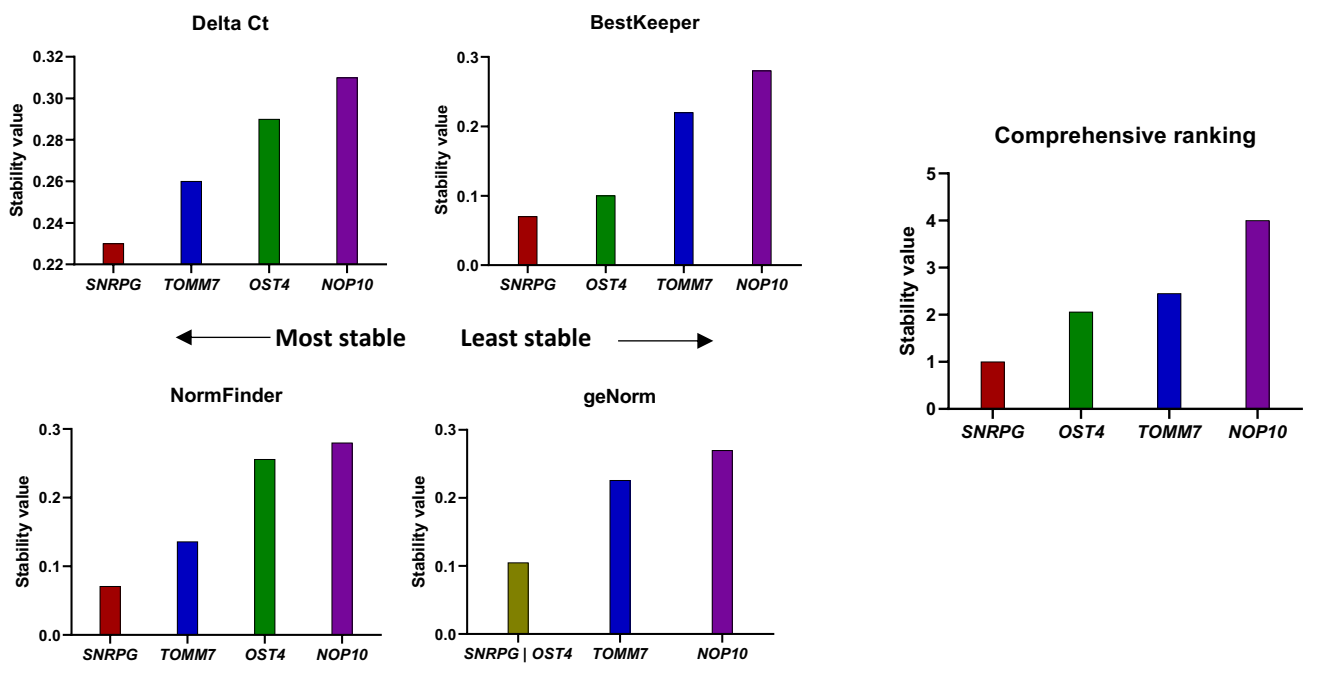 Delta Ct
Stability value
0.32
0.30
0.28
0.26
0.24
0.22
SNRPG TOMM7 OST4 NOP10
BestKeeper
Stability value
0.3
0.2
0.1
0.0
SNRPG OST4 TOMM7 NOP10
Most stable Least stable
NormFinder
Stability value
0.3
0.2
0.1
0.0
SNRPG TOMM7 OST4 NOP10
geNorm
Stability value
0.3
0.2
0.1
0.0
SNRPG | OST4 TOMM7 NOP10
Comprehensive ranking
Stability value
5
4
3
2
1
0
SNRPG OST4 TOMM7 NOP10